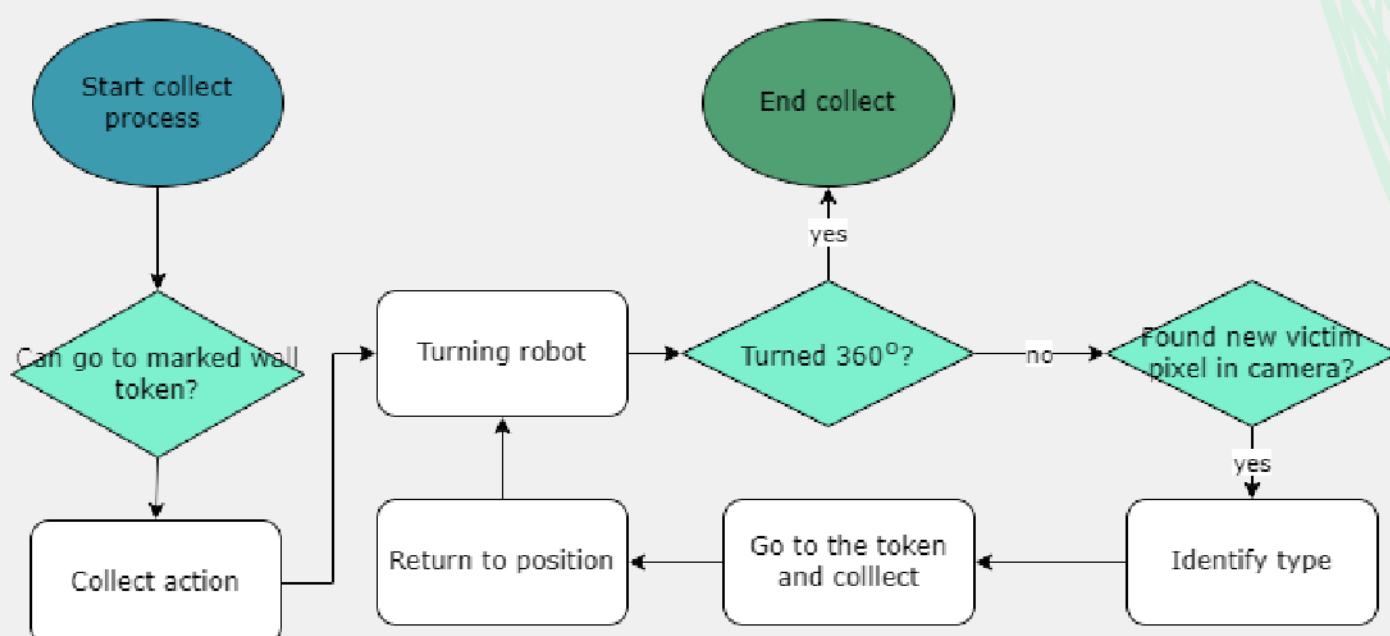 Start collect
process
End collect
yes
Can go to marked wall
token?
Turning robot
Turned 360°?
no
Found new victim
pixel in camera?
yes
Collect action
Return to position
Go to the token
and colllect
Identify type